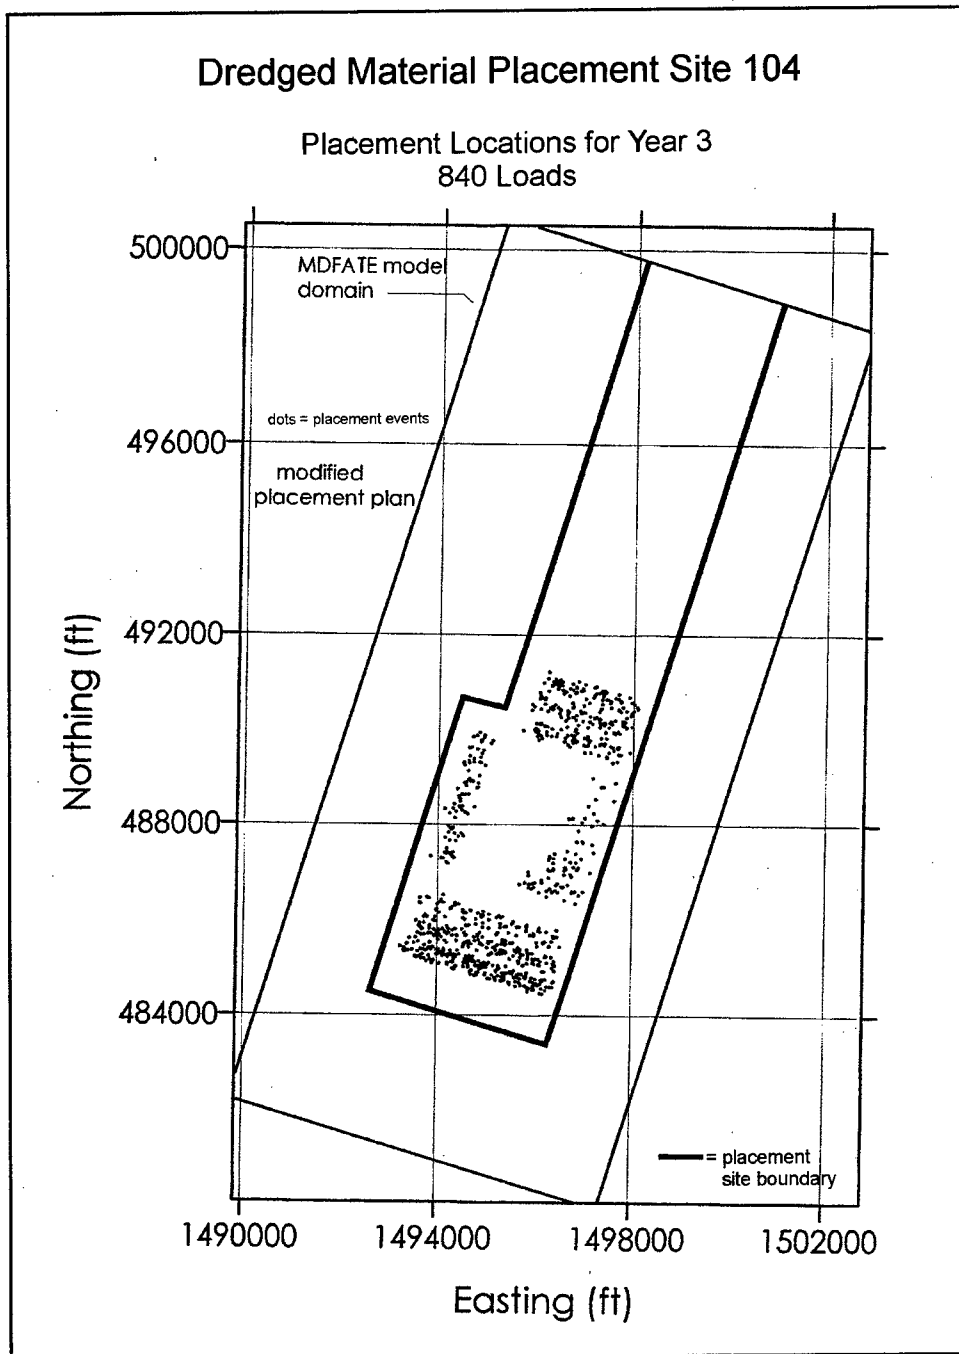 Dredged Material Placement Site 104
Placement Locations for Year 3
840 Loads
500000
MDFATE model
domain
dots = placement events
496000
modified
placement plan
492000
Northing (ft)
488000
484000
= placement
site boundary
1490000
1494000
1498000
1502000
Easting (ft)